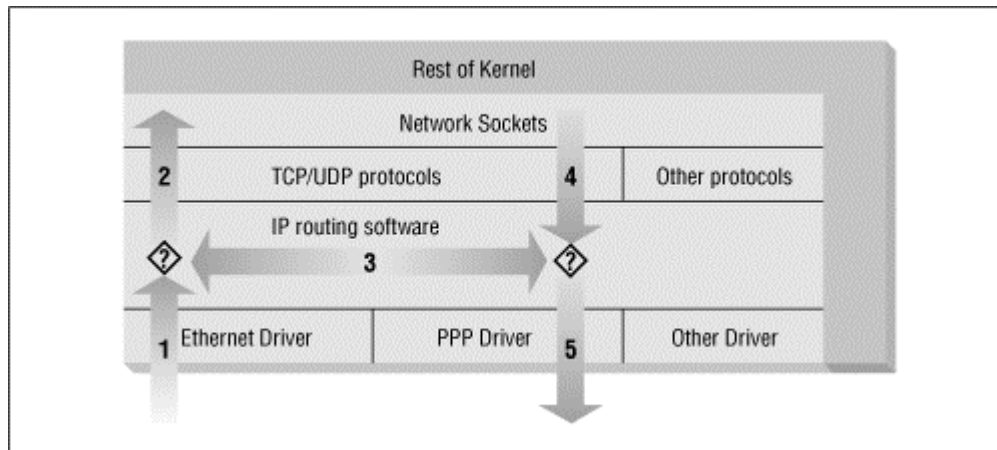 Rest of Kernel
Network Sockets
2 TCP/UDP protocols 4 Other protocols
IP routing software
? 3 ?
1 Ethernet Driver PPP Driver 5 Other Driver